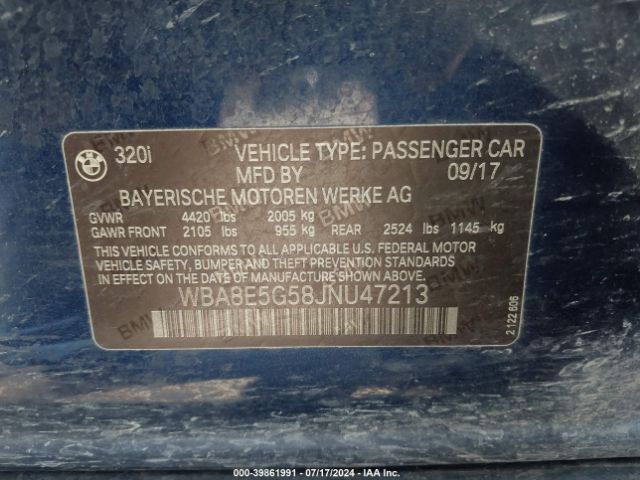 BMW 320i VEHICLE TYPE: PASSENGER CAR
MFD BY 09/17
BAYERISCHE MOTOREN WERKE AG
GVWR 4420 lbs 2005 kg
GAWR FRONT 2105 lbs 955 kg REAR 2524 lbs 1145 kg
THIS VEHICLE CONFORMS TO ALL APPLICABLE U.S. FEDERAL MOTOR
VEHICLE SAFETY, BUMPER AND THEFT PREVENTION STANDARDS
IN EFFECT ON THE DATE OF MANUFACTURE SHOWN ABOVE.
WBA8E5G58JNU47213
2 122 606
000-39861991 - 07/17/2024 - IAA Inc.